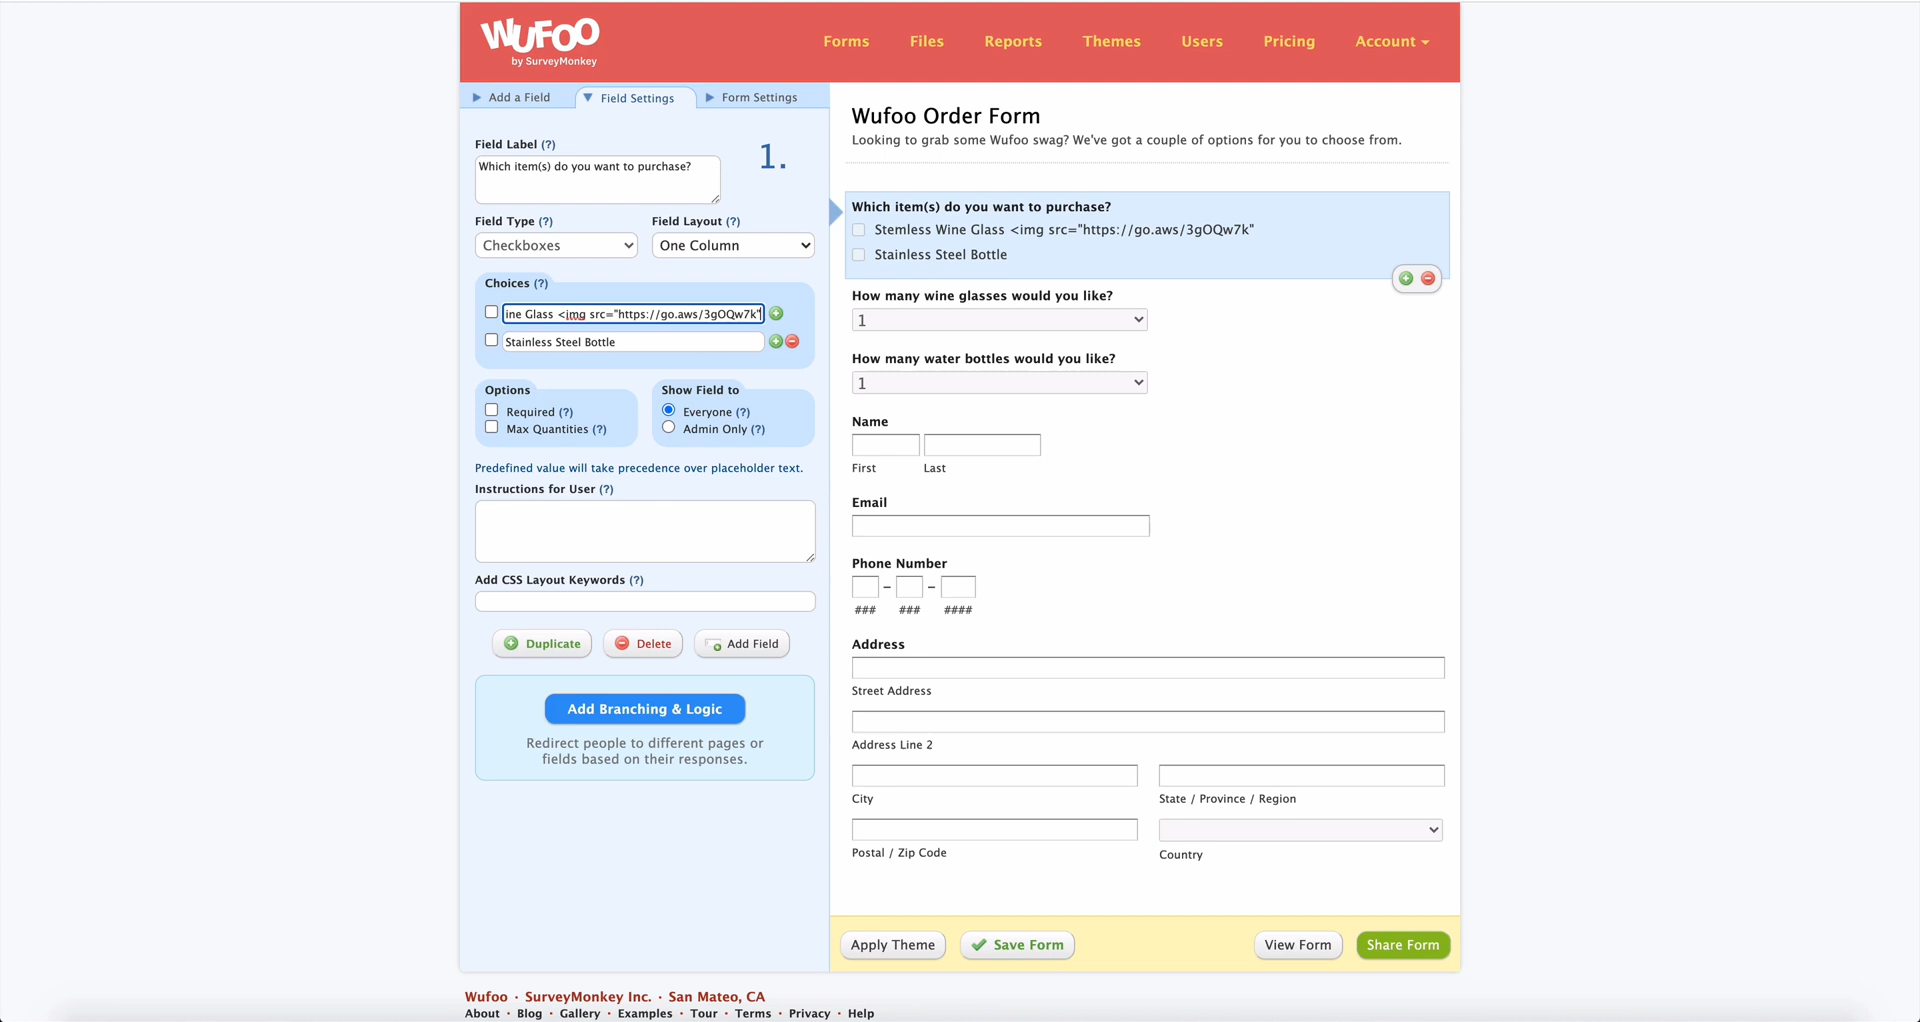 WUFOO
by SurveyMonkey
Forms Files Reports Themes Users Pricing Account
Add a Field Field Settings Form Settings
Field Label (?)
1.
Which item(s) do you want to purchase?
Field Type (?) Field Layout (?)
Checkboxes One Column
Choices (?)
ine Glass <img src="https://go.aws/3gOQw7k"
Stainless Steel Bottle
Options
Required (?)
Max Quantities (?)
Show Field to
Everyone (?)
Admin Only (?)
Predefined value will take precedence over placeholder text.
Instructions for User (?)
Add CSS Layout Keywords (?)
Duplicate Delete Add Field
Add Branching & Logic
Redirect people to different pages or
fields based on their responses.
Wufoo Order Form
Looking to grab some Wufoo swag? We've got a couple of options for you to choose from.
Which item(s) do you want to purchase?
Stemless Wine Glass <img src="https://go.aws/3gOQw7k"
Stainless Steel Bottle
How many wine glasses would you like?
1
How many water bottles would you like?
1
Name
First Last
Email
Phone Number
– –
### ### ####
Address
Street Address
Address Line 2
City State / Province / Region
Postal / Zip Code Country
Apply Theme Save Form View Form Share Form
Wufoo · SurveyMonkey Inc. · San Mateo, CA
About · Blog · Gallery · Examples · Tour · Terms · Privacy · Help